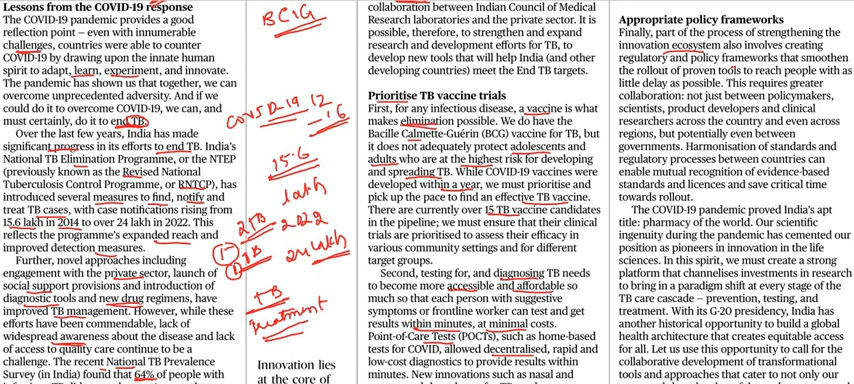 Lessons from the COVID-19 response
The COVID-19 pandemic provides a good
reflection point – even with innumerable
challenges, countries were able to counter
COVID-19 by drawing upon the innate human
spirit to adapt, learn, experiment, and innovate.
The pandemic has shown us that together, we can
overcome unprecedented adversity. And if we
could do it to overcome COVID-19, we can, and
must certainly, do it to end TB.
Over the last few years, India has made
significant progress in its efforts to end TB. India's
National TB Elimination Programme, or the NTEP
(previously known as the Revised National
Tuberculosis Control Programme, or RNTCP), has
introduced several measures to find, notify and
treat TB cases, with case notifications rising from
15.6 lakh in 2014 to over 24 lakh in 2022. This
reflects the programme's expanded reach and
improved detection measures.
Further, novel approaches including
engagement with the private sector, launch of
social support provisions and introduction of
diagnostic tools and new drug regimens, have
improved TB management. However, while these
efforts have been commendable, lack of
widespread awareness about the disease and lack
of access to quality care continue to be a
challenge. The recent National TB Prevalence
Survey (in India) found that 64% of people with
BCG
COVID-19 12
15.6
lakh
2022
24 lakh
TB
Treatment
Innovation lies
at the core of
collaboration between Indian Council of Medical
Research laboratories and the private sector. It is
possible, therefore, to strengthen and expand
research and development efforts for TB, to
develop new tools that will help India (and other
developing countries) meet the End TB targets.
Prioritise TB vaccine trials
First, for any infectious disease, a vaccine is what
makes elimination possible. We do have the
Bacille Calmette-Guérin (BCG) vaccine for TB, but
it does not adequately protect adolescents and
adults who are at the highest risk for developing
and spreading TB. While COVID-19 vaccines were
developed within a year, we must prioritise and
pick up the pace to find an effective TB vaccine.
There are currently over 15 TB vaccine candidates
in the pipeline; we must ensure that their clinical
trials are prioritised to assess their efficacy in
various community settings and for different
target groups.
Second, testing for, and diagnosing TB needs
to become more accessible and affordable so
much so that each person with suggestive
symptoms or frontline worker can test and get
results within minutes, at minimal costs.
Point-of-Care Tests (POCTs), such as home-based
tests for COVID, allowed decentralised, rapid and
low-cost diagnostics to provide results within
minutes. New innovations such as nasal and
Appropriate policy frameworks
Finally, part of the process of strengthening the
innovation ecosystem also involves creating
regulatory and policy frameworks that smoothen
the rollout of proven tools to reach people with as
little delay as possible. This requires greater
collaboration: not just between policymakers,
scientists, product developers and clinical
researchers across the country and even across
regions, but potentially even between
governments. Harmonisation of standards and
regulatory processes between countries can
enable mutual recognition of evidence-based
standards and licences and save critical time
towards rollout.
The COVID-19 pandemic proved India's apt
title: pharmacy of the world. Our scientific
ingenuity during the pandemic has cemented our
position as pioneers in innovation in the life
sciences. In this spirit, we must create a strong
platform that channelises investments in research
to bring in a paradigm shift at every stage of the
TB care cascade – prevention, testing, and
treatment. With its G-20 presidency, India has
another historical opportunity to build a global
health architecture that creates equitable access
for all. Let us use this opportunity to call for the
collaborative development of transformational
tools and approaches that cater to not only our